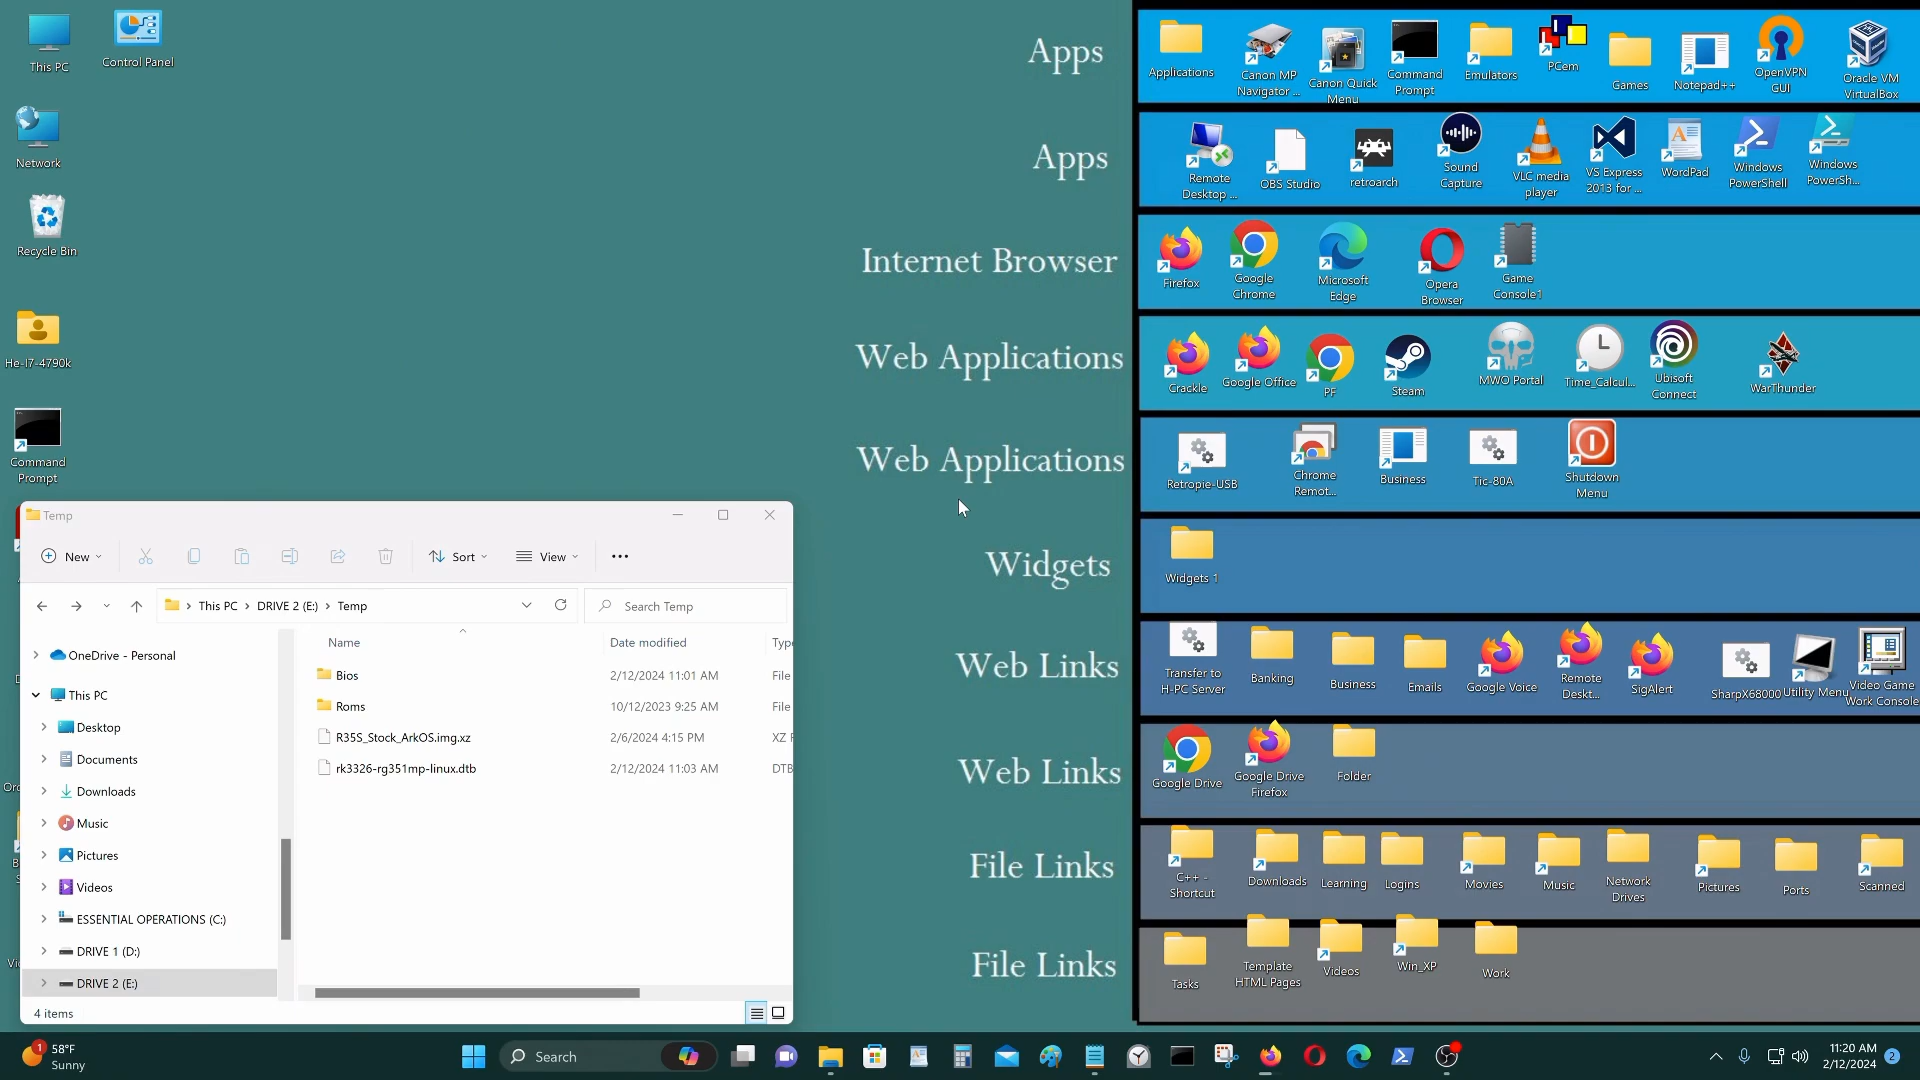 This PC
Control Panel
Network
Recycle Bin
He-I7-4790k
Command
Prompt
Apps
Applications
Canon MP
Navigator ...
Canon Quick
Menu
Command
Prompt
Emulators
PCem
Games
Notepad++
OpenVPN
GUI
Oracle VM
VirtualBox
Apps
Remote
Desktop ...
OBS Studio
retroarch
Sound
Capture
VLC media
player
VS Express
2013 for ...
WordPad
Windows
PowerShell
Windows
PowerSh...
Internet Browser
Firefox
Google
Chrome
Microsoft
Edge
Opera
Browser
Game
Console1
Web Applications
Crackle
Google Office
PF
Steam
MWO Portal
Time_Calcul...
Ubisoft
Connect
WarThunder
Web Applications
Retropie-USB
Chrome
Remot...
Business
Tic-80A
Shutdown
Menu
Widgets
Widgets 1
Web Links
Transfer to
H-PC Server
Banking
Business
Emails
Google Voice
Remote
Deskt...
SigAlert
SharpX68000
Utility Menu
Video Game
Work Console
Web Links
Google Drive
Google Drive
Firefox
Folder
File Links
C++ -
Shortcut
Downloads
Learning
Logins
Movies
Music
Network
Drives
Pictures
Ports
Scanned
File Links
Tasks
Template
HTML Pages
Videos
Win_XP
Work
Temp
New
Sort
View
This PC > DRIVE 2 (E:) > Temp
Search Temp
Name Date modified Type
OneDrive - Personal
This PC
Desktop
Documents
Downloads
Music
Pictures
Videos
ESSENTIAL OPERATIONS (C:)
DRIVE 1 (D:)
DRIVE 2 (E:)
Bios 2/12/2024 11:01 AM File
Roms 10/12/2023 9:25 AM File
R35S_Stock_ArkOS.img.xz 2/6/2024 4:15 PM XZ
rk3326-rg351mp-linux.dtb 2/12/2024 11:03 AM DTB
4 items
1
58°F
Sunny
Search
11:20 AM
2/12/2024
2